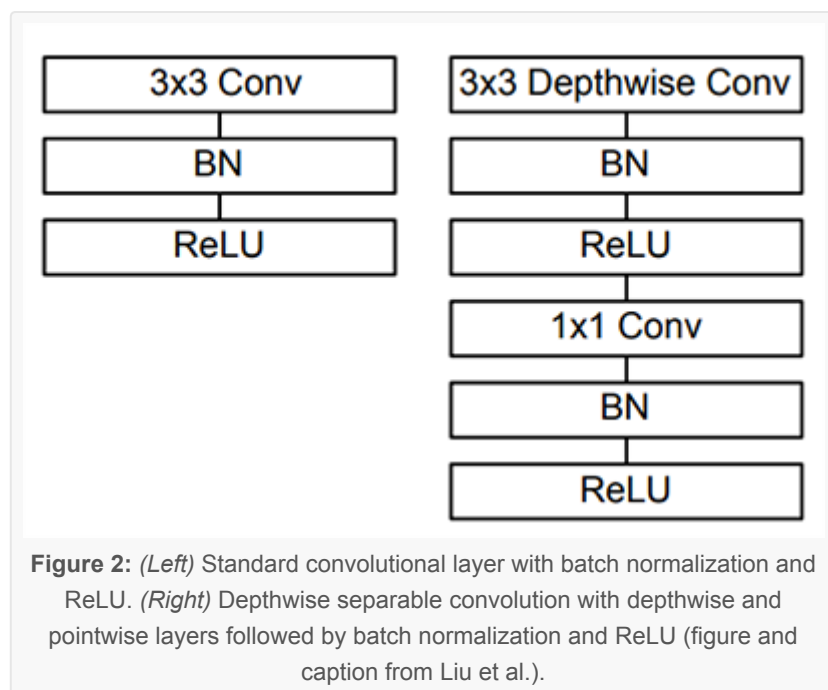 3x3 Conv
BN
ReLU
3x3 Depthwise Conv
BN
ReLU
1x1 Conv
BN
ReLU
Figure 2: (Left) Standard convolutional layer with batch normalization and
ReLU. (Right) Depthwise separable convolution with depthwise and
pointwise layers followed by batch normalization and ReLU (figure and
caption from Liu et al.).